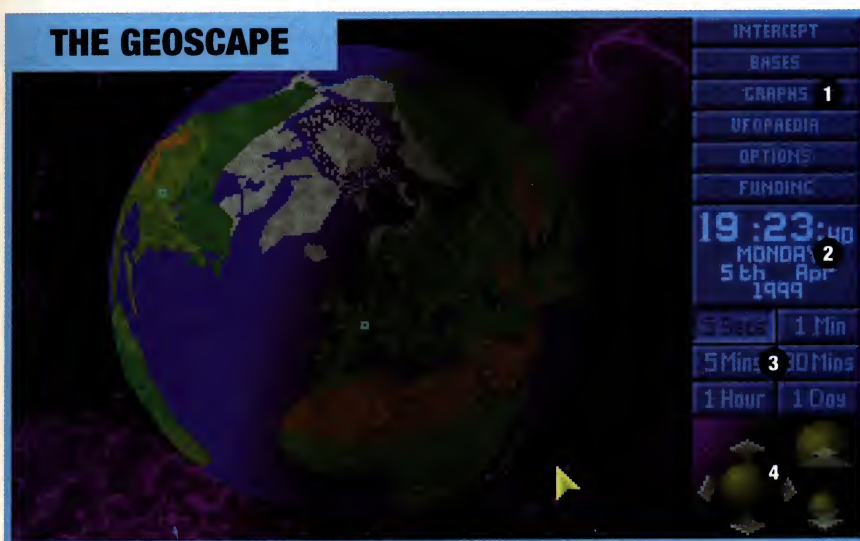 THE GEOSCAPE
INTERCEPT
BASES
GRAPHS 1
UFOPAEDIA
OPTIONS
FUNDING
19:23:40
MONDAY 2
5th Apr
1999
5 Secs 1 Min
5 Mins 3 30 Mins
1 Hour 1 Day
4